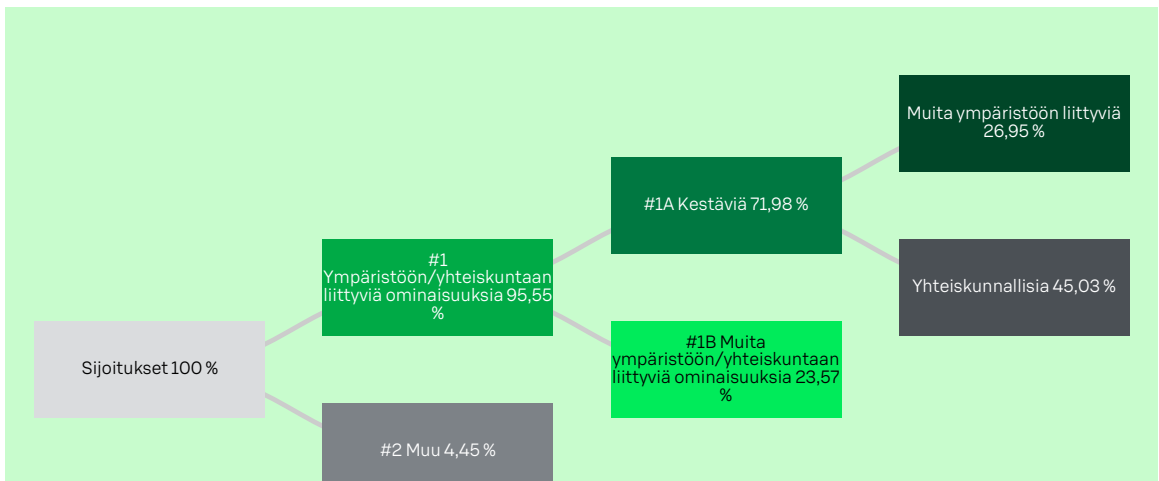 Muita ympäristöön liittyviä
26,95 %
#1A Kestäviä 71,98 %
#1
Ympäristöön/yhteiskuntaan
liittyviä ominaisuuksia 95,55
%
Yhteiskunnallisia 45,03 %
Sijoitukset 100 %
#1B Muita
ympäristöön/yhteiskuntaan
liittyviä ominaisuuksia 23,57
%
#2 Muu 4,45 %